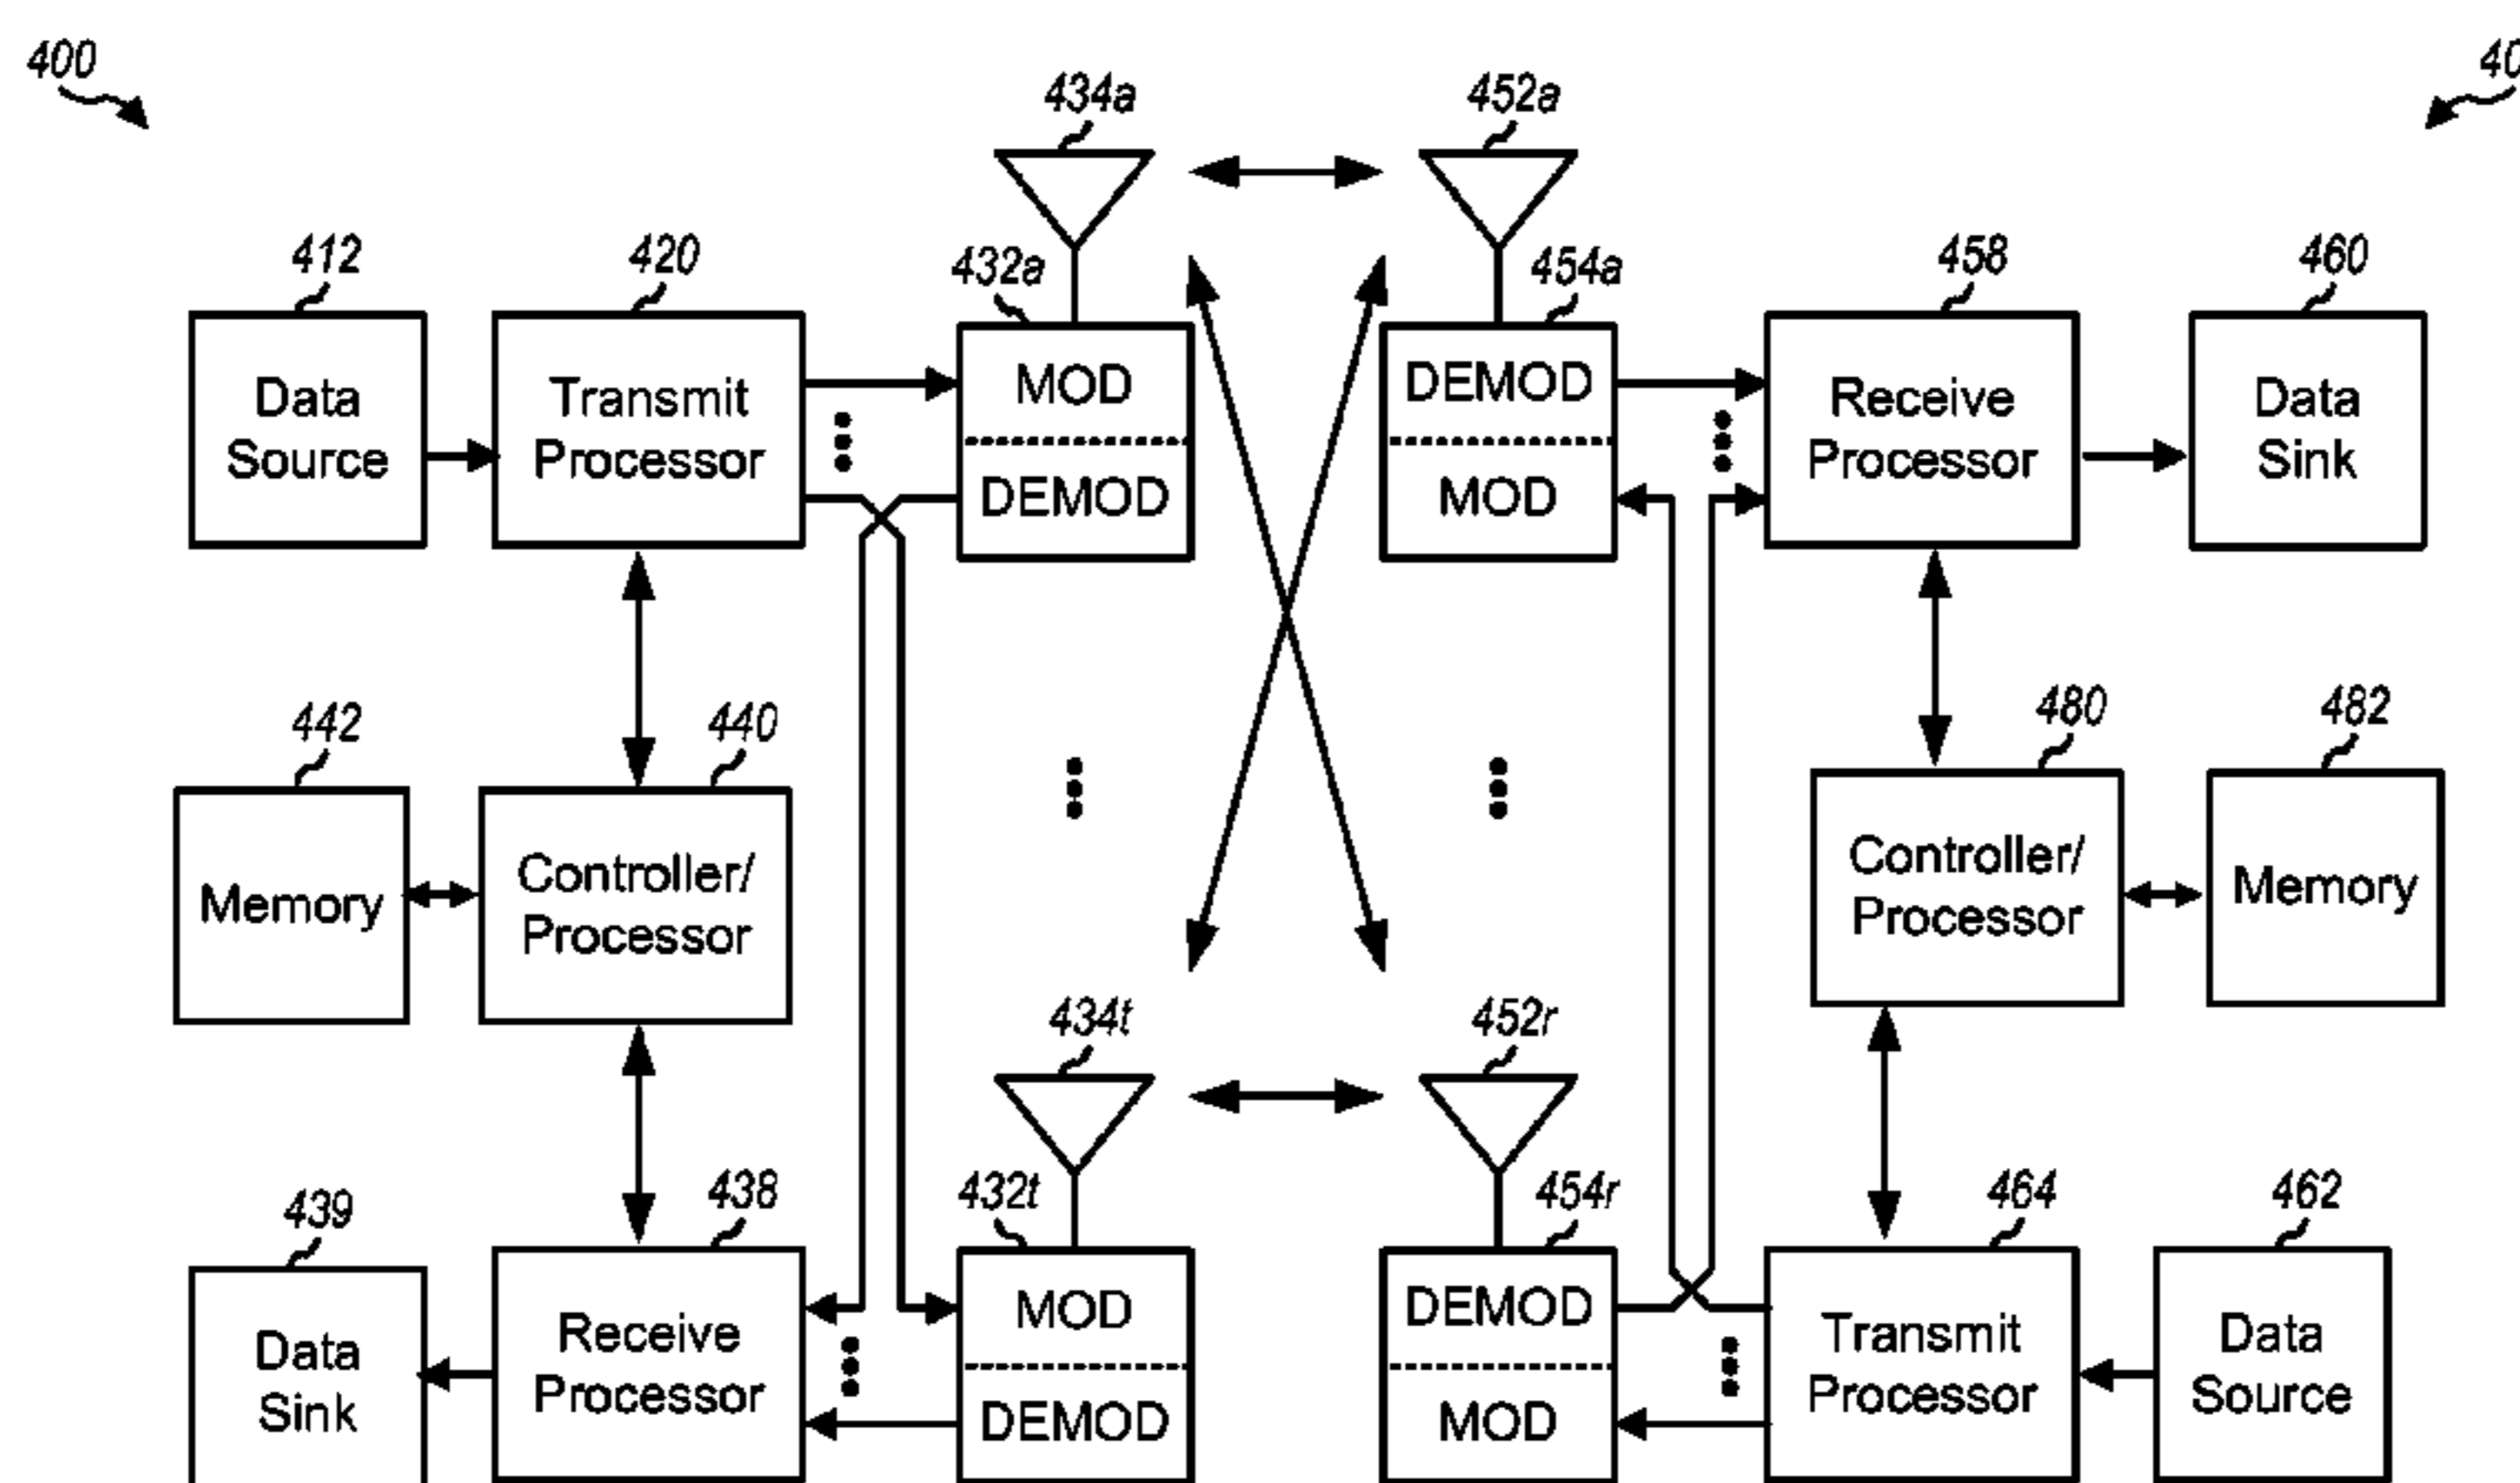 400
40
434a
452a
412
420
432a
454a
458
460
Data
Source
Transmit
Processor
MOD
DEMOD
DEMOD
MOD
Receive
Processor
Data
Sink
442
440
480
482
Memory
Controller/
Processor
Controller/
Processor
Memory
434t
452r
439
438
432t
454r
464
462
Data
Sink
Receive
Processor
MOD
DEMOD
DEMOD
MOD
Transmit
Processor
Data
Source